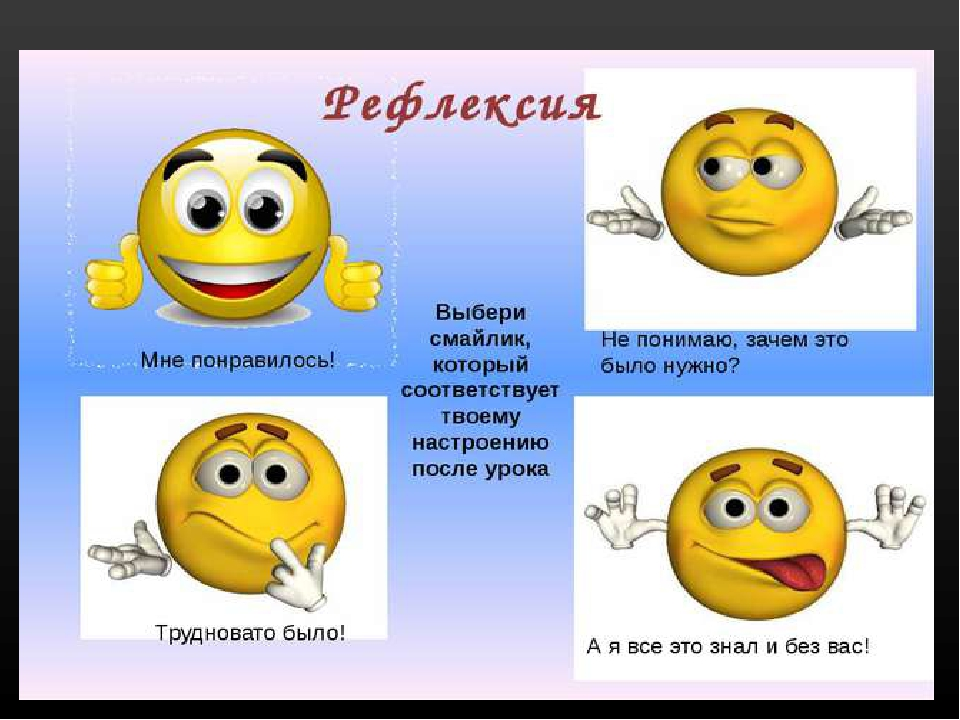 Рефлексия
Мне понравилось!
Выбери
смайлик,
который
соответствует
твоему
настроению
после урока
Не понимаю, зачем это
было нужно?
Трудновато было!
А я все это знал и без вас!